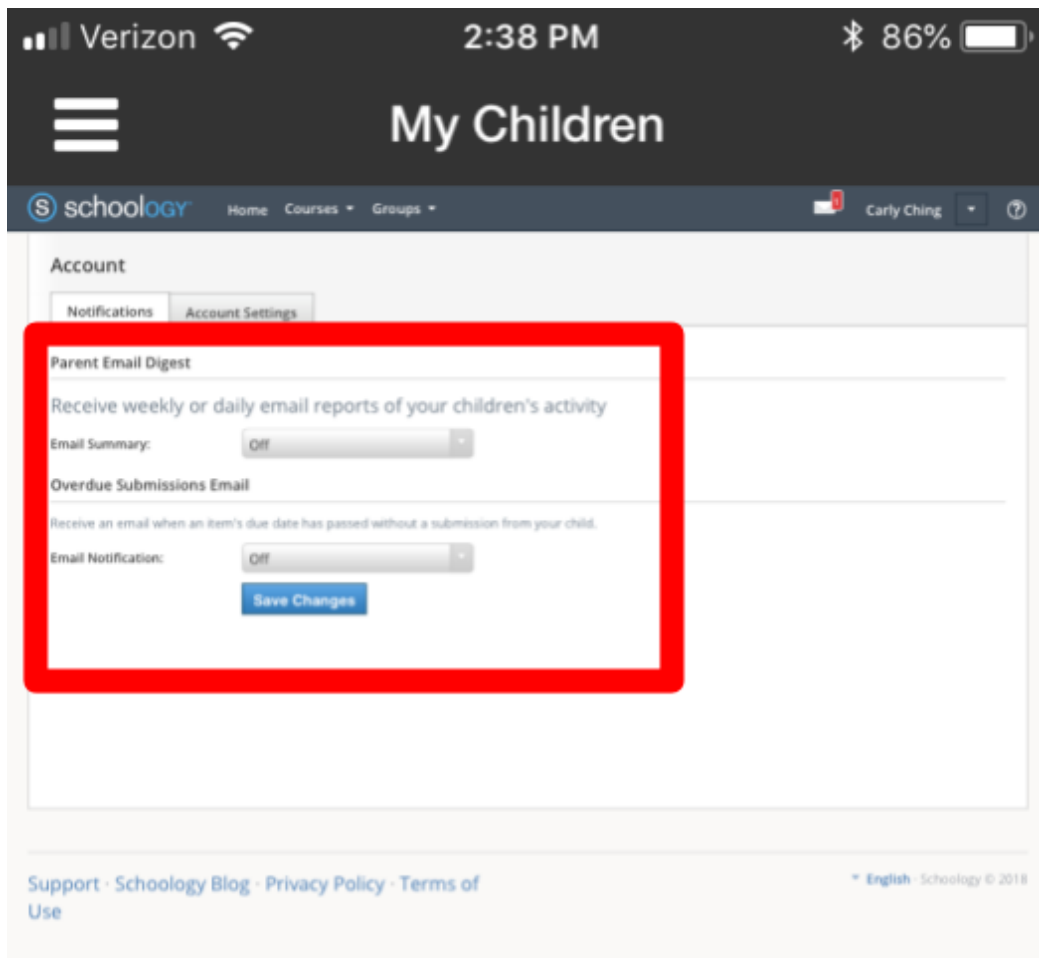 Verizon 2:38 PM 86%
My Children
S schoology Home Courses Groups 1 Carly Ching
Account
Notifications Account Settings
Parent Email Digest
Receive weekly or daily email reports of your children's activity
Email Summary: Off
Overdue Submissions Email
Receive an email when an item's due date has passed without a submission from your child.
Email Notification: Off
Save Changes
Support · Schoology Blog · Privacy Policy · Terms of
Use
English · Schoology © 2018